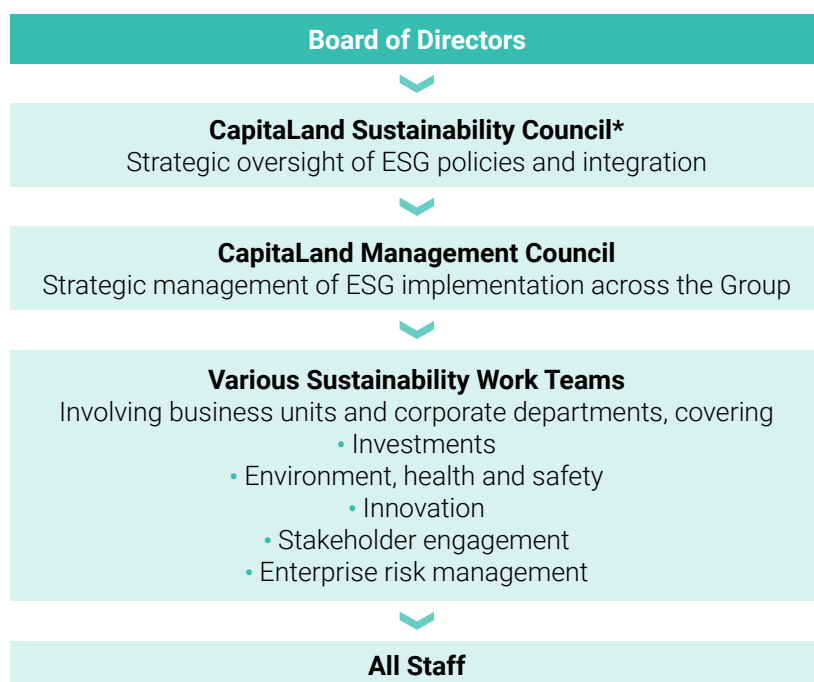 Board of Directors
CapitaLand Sustainability Council*
Strategic oversight of ESG policies and integration
CapitaLand Management Council
Strategic management of ESG implementation across the Group
Various Sustainability Work Teams
Involving business units and corporate departments, covering
• Investments
• Environment, health and safety
• Innovation
• Stakeholder engagement
• Enterprise risk management
All Staff